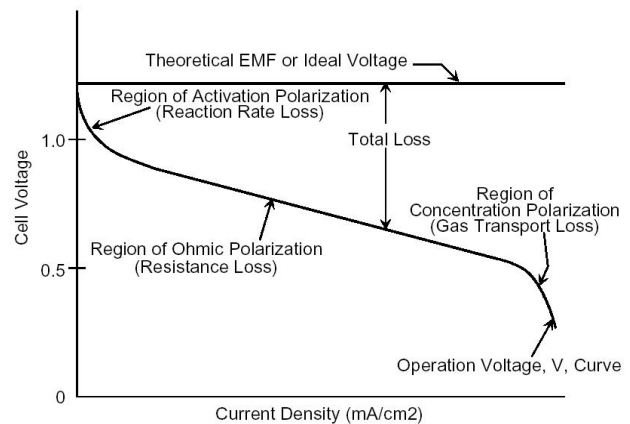 Theoretical EMF or Ideal Voltage
Region of Activation Polarization
(Reaction Rate Loss)
Total Loss
1.0
Cell Voltage
Region of
Concentration Polarization
(Gas Transport Loss)
Region of Ohmic Polarization
(Resistance Loss)
0.5
Operation Voltage, V, Curve
0
Current Density (mA/cm2)